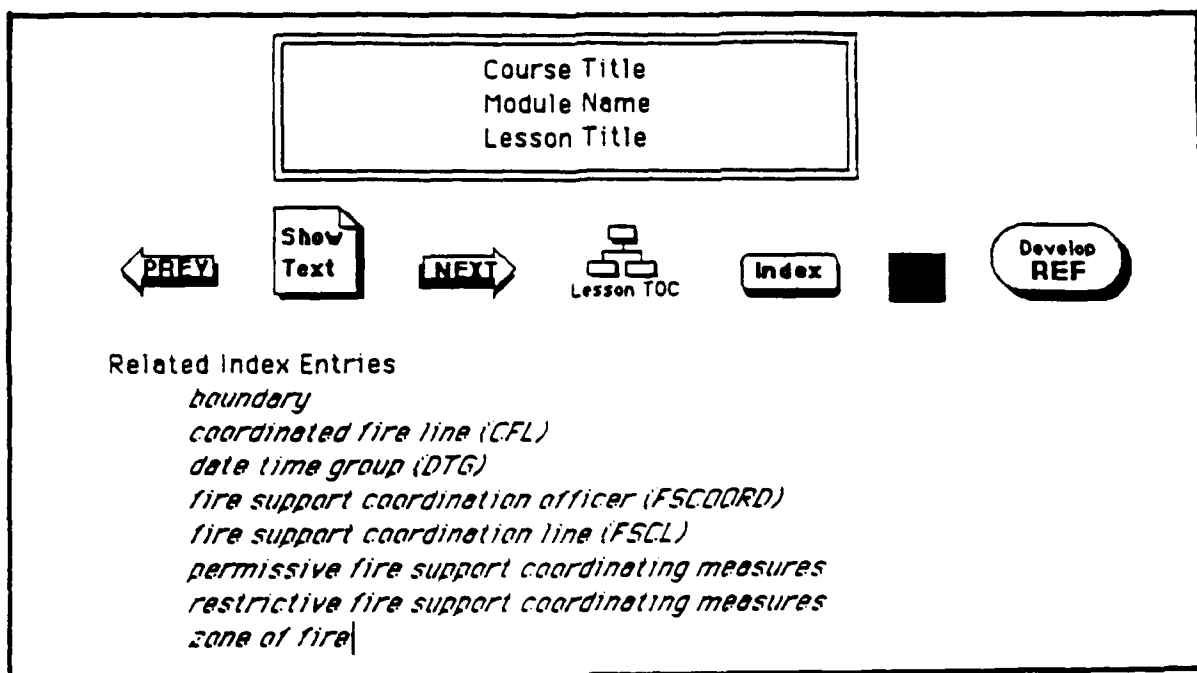 Course Title
Module Name
Lesson Title
PREV
Show
Text
NEXT
Lesson TOC
Index
Develop
REF
Related Index Entries
boundary
coordinated fire line (CFL)
date time group (DTG)
fire support coordination officer (FSCOORD)
fire support coordination line (FSCL)
permissive fire support coordinating measures
restrictive fire support coordinating measures
zone of fire